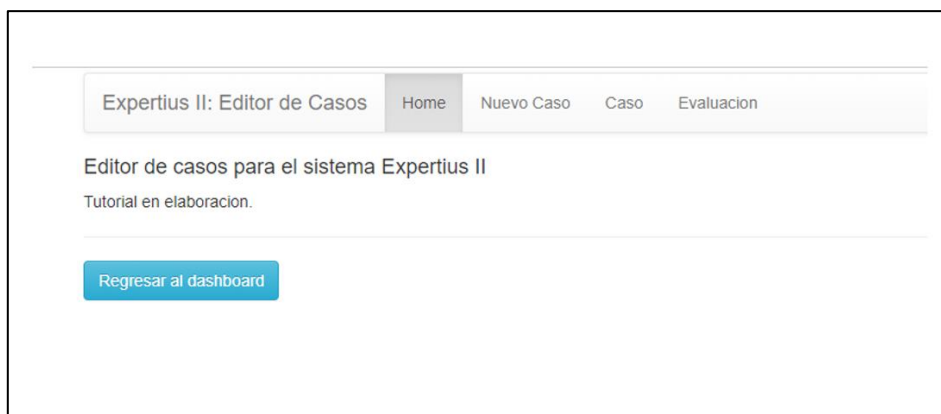 Expertius II: Editor de Casos Home Nuevo Caso Caso Evaluacion
Editor de casos para el sistema Expertius II
Tutorial en elaboracion.
Regresar al dashboard